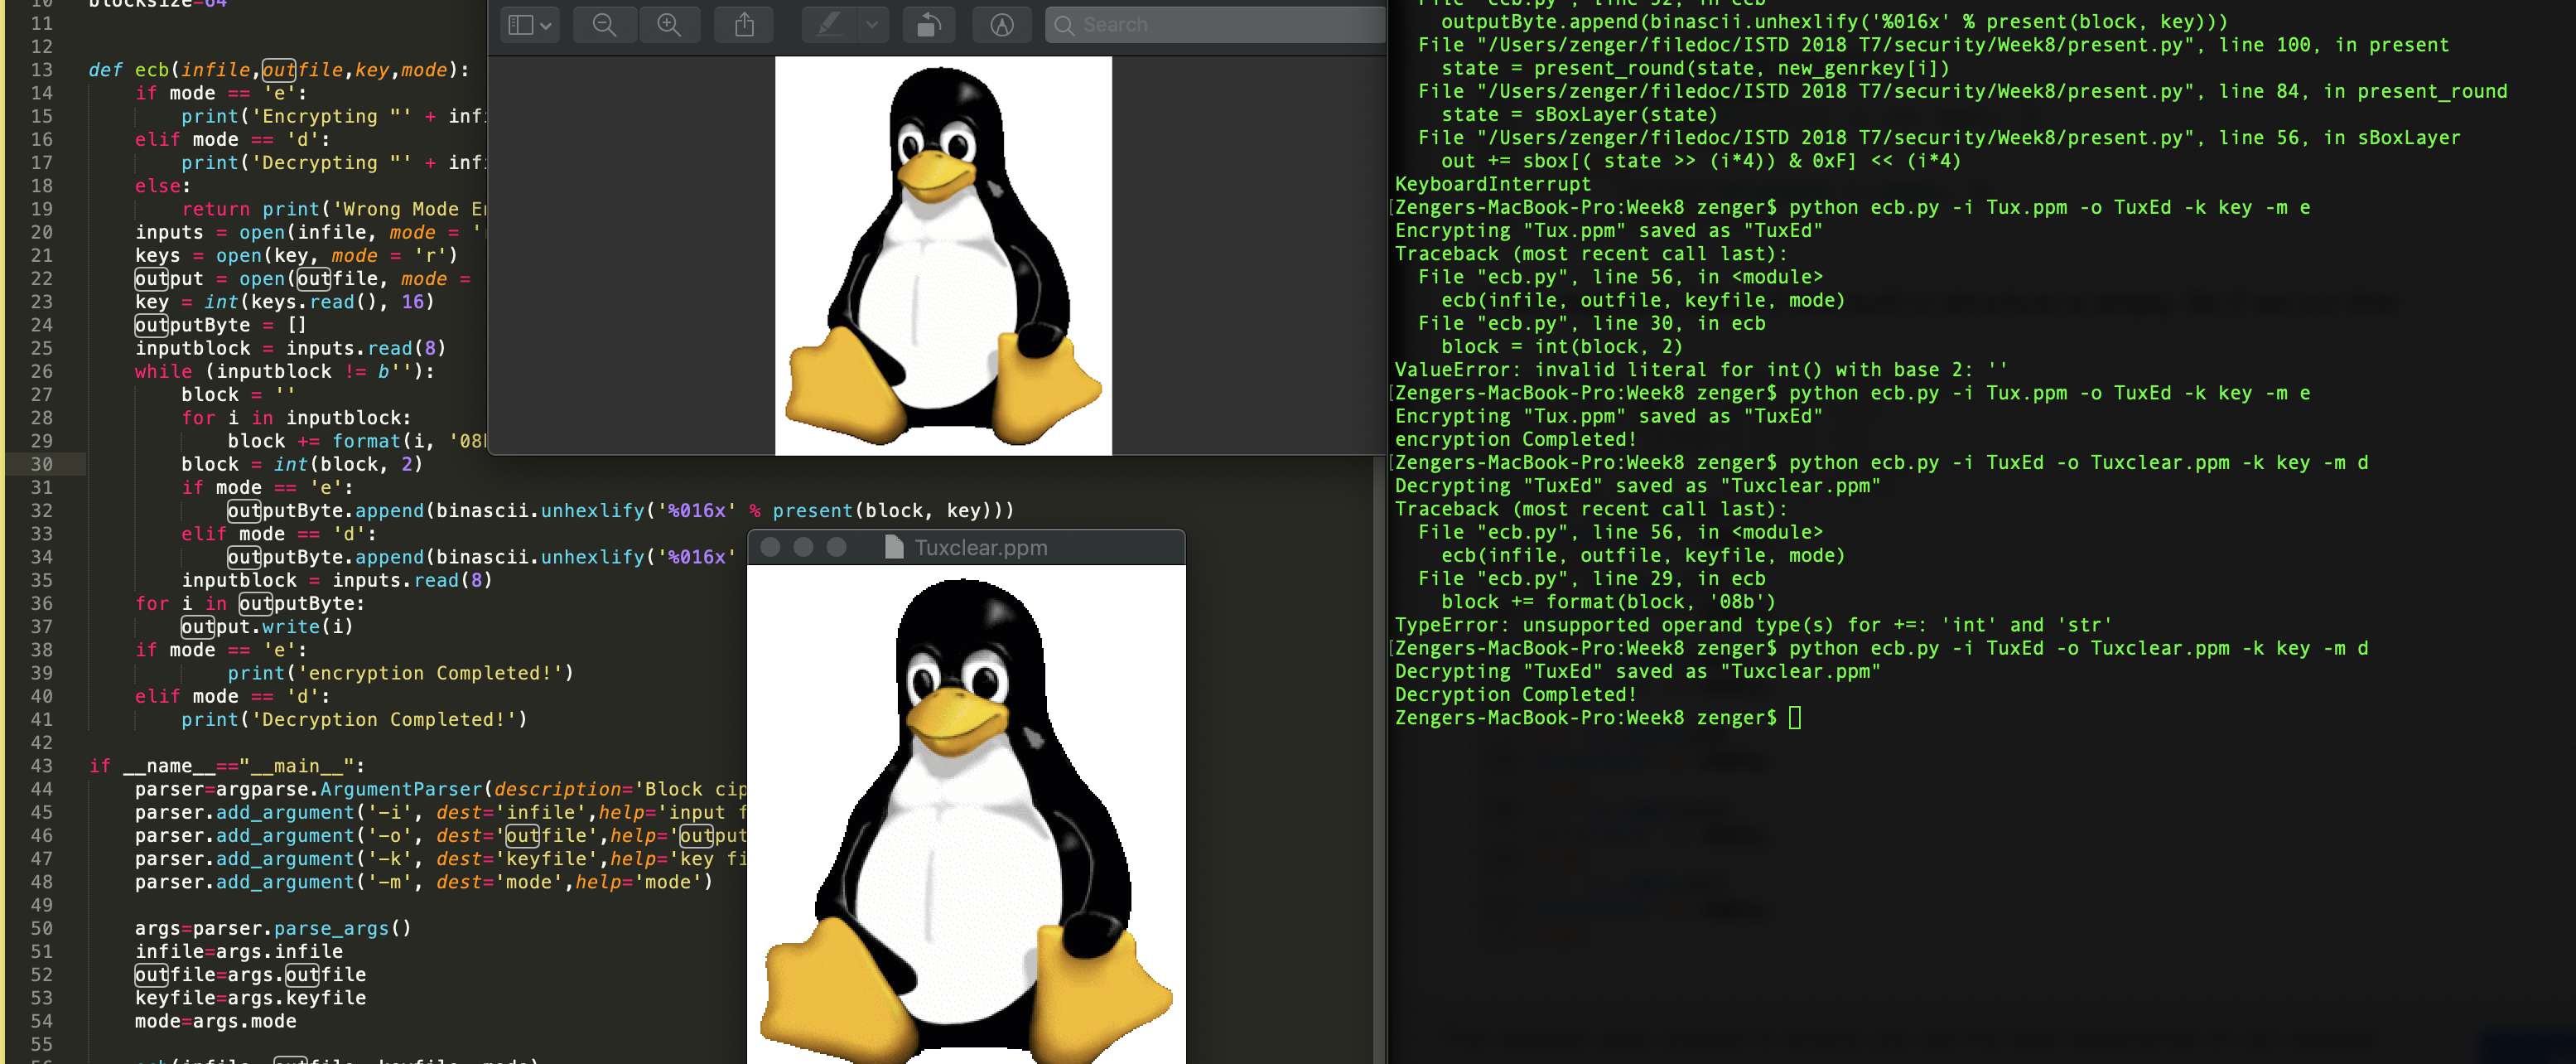 10 blocksize=64
11
12
13 def ecb(infile,outfile,key,mode):
14 if mode == 'e':
15 print('Encrypting "' + inf
16 elif mode == 'd':
17 print('Decrypting "' + inf
18 else:
19 return print('Wrong Mode E
20 inputs = open(infile, mode = '
21 keys = open(key, mode = 'r')
22 output = open(outfile, mode =
23 key = int(keys.read(), 16)
24 outputByte = []
25 inputblock = inputs.read(8)
26 while (inputblock != b''):
27 block = ''
28 for i in inputblock:
29 block += format(i, '08
30 block = int(block, 2)
31 if mode == 'e':
32 outputByte.append(binascii.unhexlify('%016x' % present(block, key)))
33 elif mode == 'd':
34 outputByte.append(binascii.unhexlify('%016x'
35 inputblock = inputs.read(8)
36 for i in outputByte:
37 output.write(i)
38 if mode == 'e':
39 print('encryption Completed!')
40 elif mode == 'd':
41 print('Decryption Completed!')
42
43 if __name__=="__main__":
44 parser=argparse.ArgumentParser(description='Block cip
45 parser.add_argument('-i', dest='infile',help='input f
46 parser.add_argument('-o', dest='outfile',help='output
47 parser.add_argument('-k', dest='keyfile',help='key fi
48 parser.add_argument('-m', dest='mode',help='mode')
49
50 args=parser.parse_args()
51 infile=args.infile
52 outfile=args.outfile
53 keyfile=args.keyfile
54 mode=args.mode
55
Search
Tuxclear.ppm
outputByte.append(binascii.unhexlify('%016x' % present(block, key)))
File "/Users/zenger/filedoc/ISTD 2018 T7/security/Week8/present.py", line 100, in present
state = present_round(state, new_genrkey[i])
File "/Users/zenger/filedoc/ISTD 2018 T7/security/Week8/present.py", line 84, in present_round
state = sBoxLayer(state)
File "/Users/zenger/filedoc/ISTD 2018 T7/security/Week8/present.py", line 56, in sBoxLayer
out += sbox[( state >> (i*4)) & 0xF] << (i*4)
KeyboardInterrupt
[Zengers-MacBook-Pro:Week8 zenger$ python ecb.py -i Tux.ppm -o TuxEd -k key -m e
Encrypting "Tux.ppm" saved as "TuxEd"
Traceback (most recent call last):
File "ecb.py", line 56, in <module>
ecb(infile, outfile, keyfile, mode)
File "ecb.py", line 30, in ecb
block = int(block, 2)
ValueError: invalid literal for int() with base 2: ''
[Zengers-MacBook-Pro:Week8 zenger$ python ecb.py -i Tux.ppm -o TuxEd -k key -m e
Encrypting "Tux.ppm" saved as "TuxEd"
encryption Completed!
[Zengers-MacBook-Pro:Week8 zenger$ python ecb.py -i TuxEd -o Tuxclear.ppm -k key -m d
Decrypting "TuxEd" saved as "Tuxclear.ppm"
Traceback (most recent call last):
File "ecb.py", line 56, in <module>
ecb(infile, outfile, keyfile, mode)
File "ecb.py", line 29, in ecb
block += format(block, '08b')
TypeError: unsupported operand type(s) for +=: 'int' and 'str'
[Zengers-MacBook-Pro:Week8 zenger$ python ecb.py -i TuxEd -o Tuxclear.ppm -k key -m d
Decrypting "TuxEd" saved as "Tuxclear.ppm"
Decryption Completed!
Zengers-MacBook-Pro:Week8 zenger$